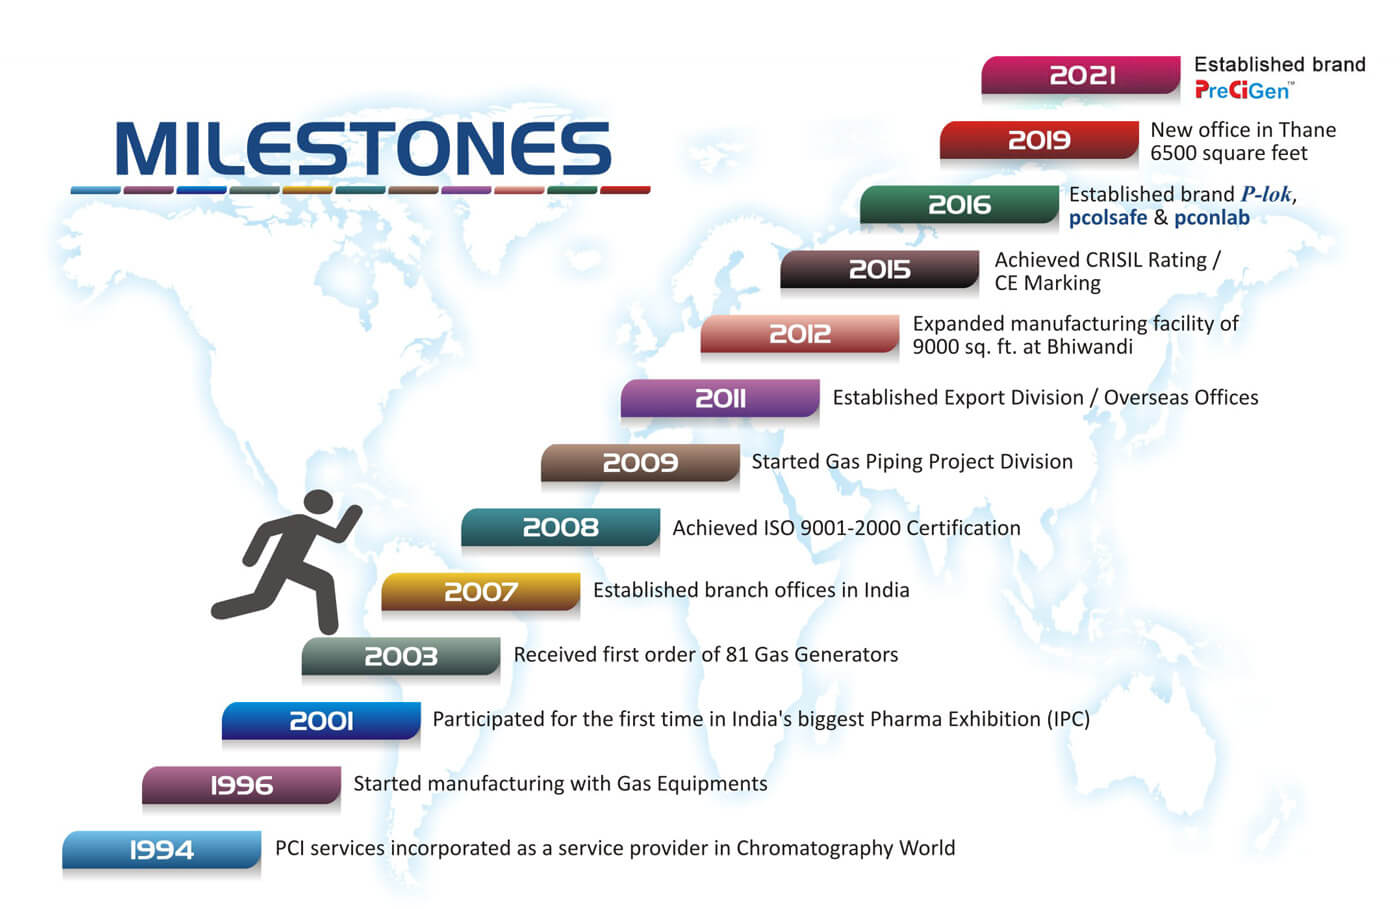 MILESTONES
2021
Established brand
PreCiGen™
2019
New office in Thane
6500 square feet
2016
Established brand P-lok,
pcolsafe & pconlab
2015
Achieved CRISIL Rating /
CE Marking
2012
Expanded manufacturing facility of
9000 sq. ft. at Bhiwandi
2011
Established Export Division / Overseas Offices
2009
Started Gas Piping Project Division
2008
Achieved ISO 9001-2000 Certification
2007
Established branch offices in India
2003
Received first order of 81 Gas Generators
2001
Participated for the first time in India's biggest Pharma Exhibition (IPC)
1996
Started manufacturing with Gas Equipments
1994
PCI services incorporated as a service provider in Chromatography World